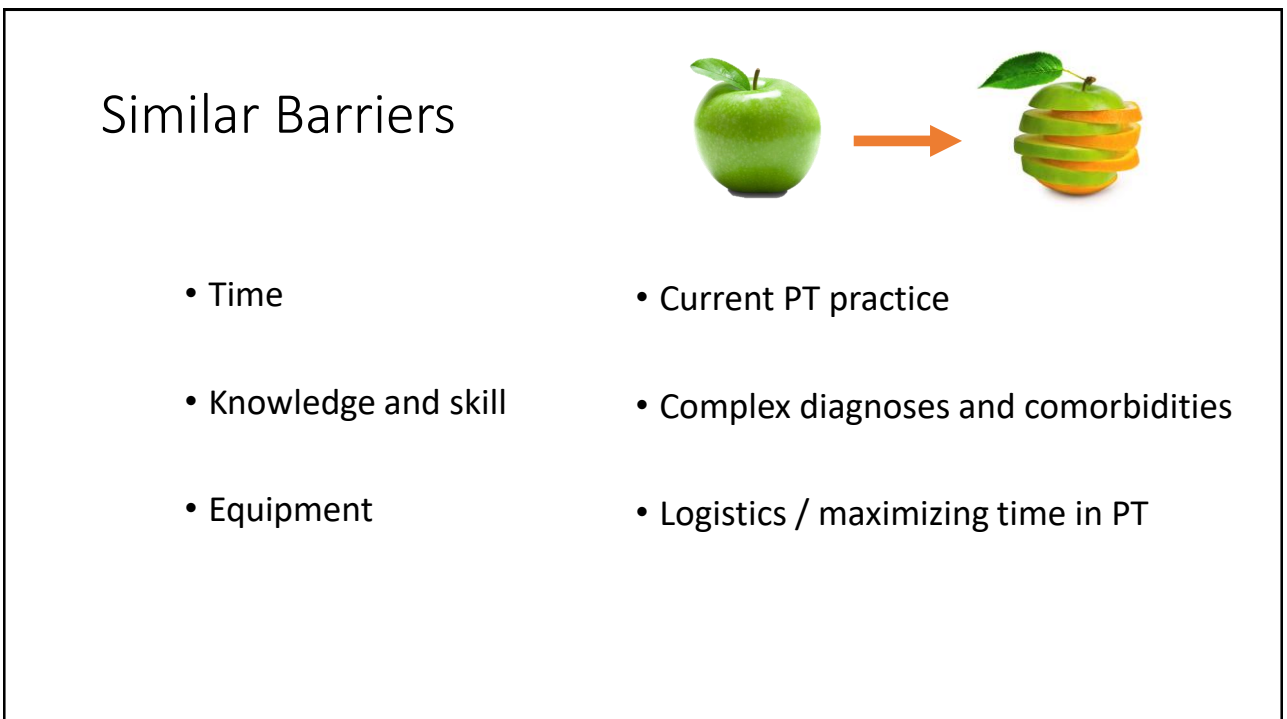 Similar Barriers
• Time
• Knowledge and skill
• Equipment
• Current PT practice
• Complex diagnoses and comorbidities
• Logistics / maximizing time in PT